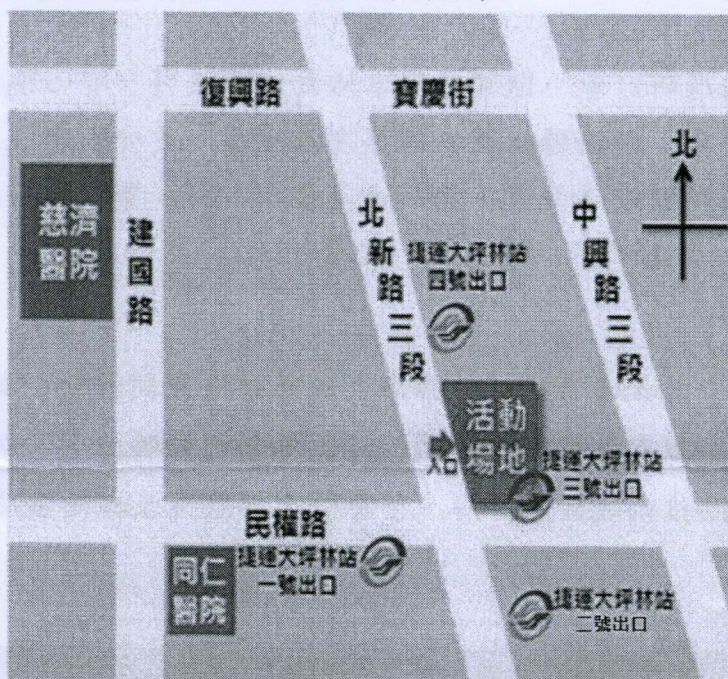 復興路
寶慶街
北
慈濟
醫院
建國路
北新路三段
中興路三段
捷運大坪林站
四號出口
活動
場地
入口
捷運大坪林站
三號出口
民權路
同仁
醫院
捷運大坪林站
一號出口
捷運大坪林站
二號出口